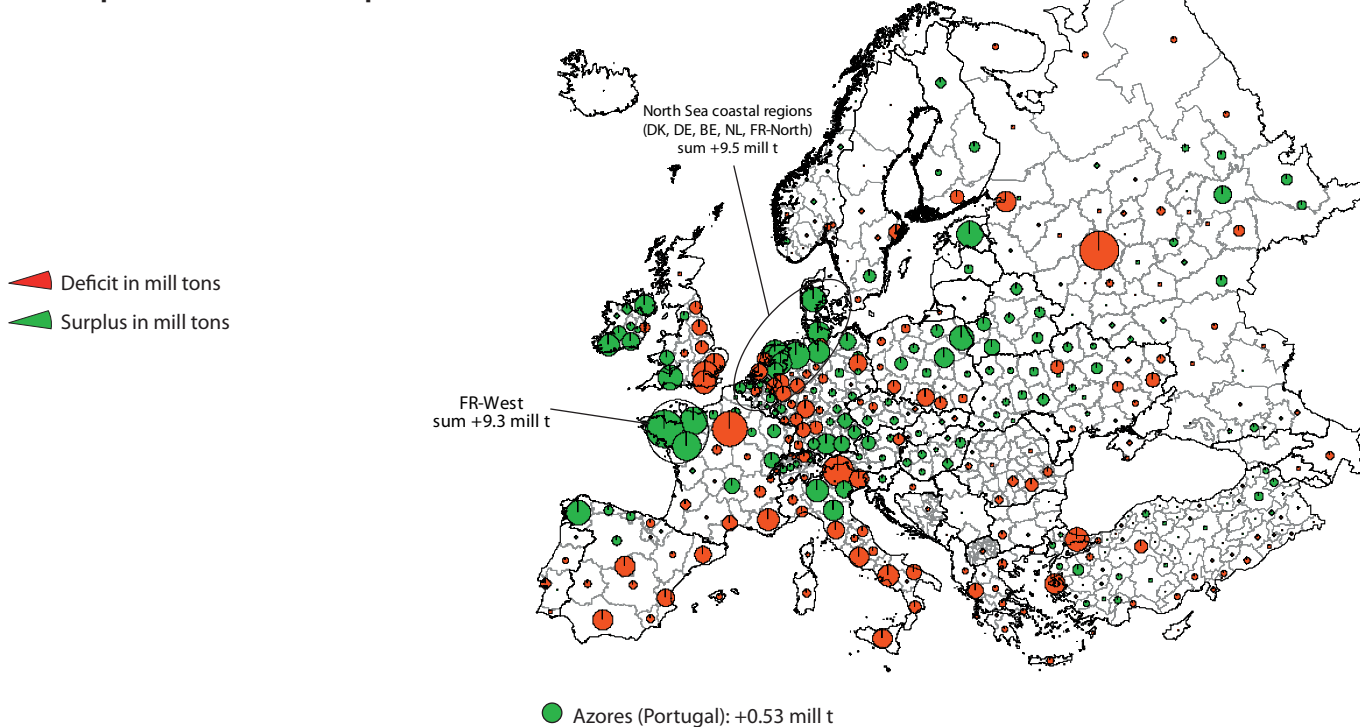 North Sea coastal regions
(DK, DE, BE, NL, FR-North)
sum +9.5 mill t
Deficit in mill tons
Surplus in mill tons
FR-West
sum +9.3 mill t
Azores (Portugal): +0.53 mill t